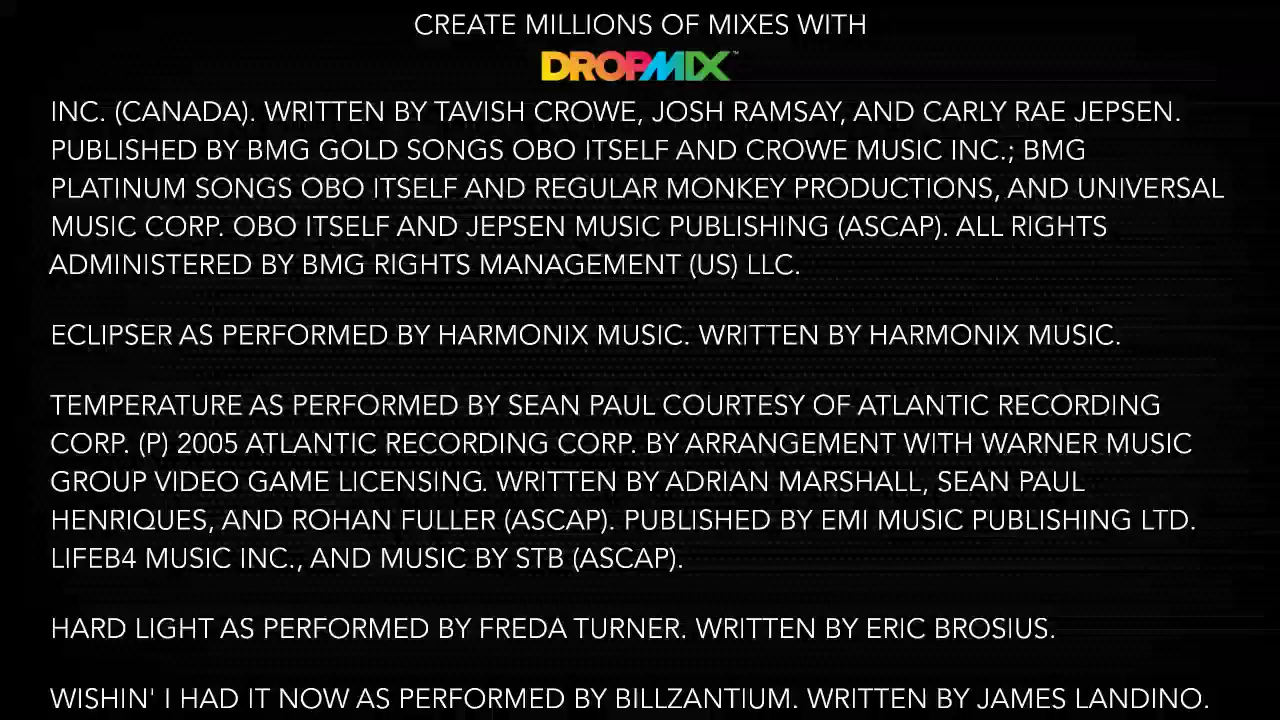 CREATE MILLIONS OF MIXES WITH
DROPMIX™
INC. (CANADA). WRITTEN BY TAVISH CROWE, JOSH RAMSAY, AND CARLY RAE JEPSEN.
PUBLISHED BY BMG GOLD SONGS OBO ITSELF AND CROWE MUSIC INC.; BMG
PLATINUM SONGS OBO ITSELF AND REGULAR MONKEY PRODUCTIONS, AND UNIVERSAL
MUSIC CORP. OBO ITSELF AND JEPSEN MUSIC PUBLISHING (ASCAP). ALL RIGHTS
ADMINISTERED BY BMG RIGHTS MANAGEMENT (US) LLC.
ECLIPSER AS PERFORMED BY HARMONIX MUSIC. WRITTEN BY HARMONIX MUSIC.
TEMPERATURE AS PERFORMED BY SEAN PAUL COURTESY OF ATLANTIC RECORDING
CORP. (P) 2005 ATLANTIC RECORDING CORP. BY ARRANGEMENT WITH WARNER MUSIC
GROUP VIDEO GAME LICENSING. WRITTEN BY ADRIAN MARSHALL, SEAN PAUL
HENRIQUES, AND ROHAN FULLER (ASCAP). PUBLISHED BY EMI MUSIC PUBLISHING LTD.
LIFEB4 MUSIC INC., AND MUSIC BY STB (ASCAP).
HARD LIGHT AS PERFORMED BY FREDA TURNER. WRITTEN BY ERIC BROSIUS.
WISHIN' I HAD IT NOW AS PERFORMED BY BILLZANTIUM. WRITTEN BY JAMES LANDINO.